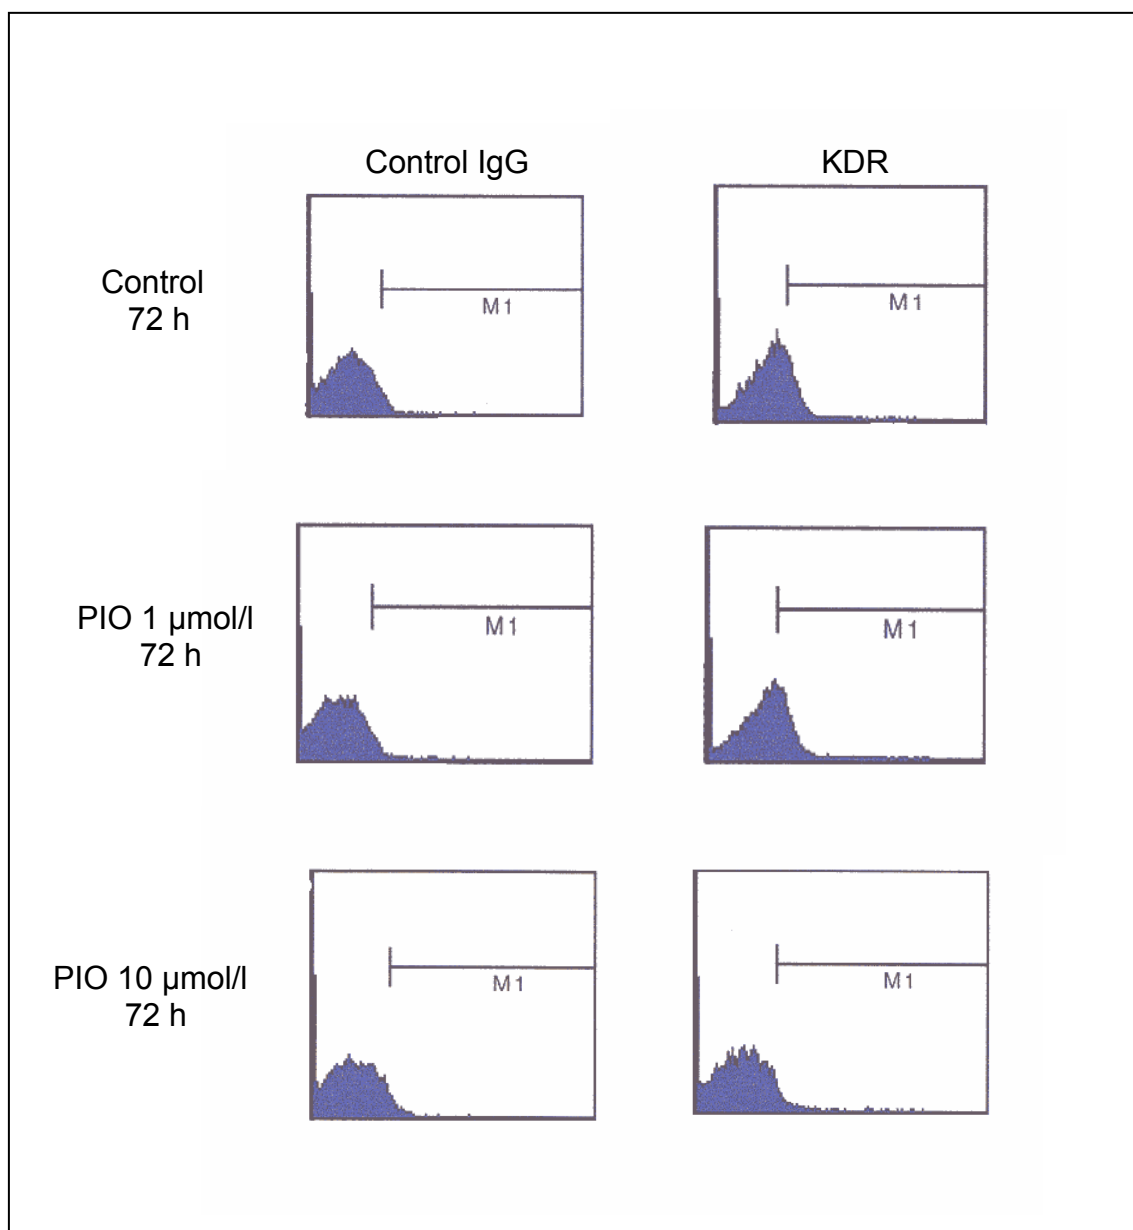 Control IgG
KDR
Control
72 h
M1
M1
PIO 1 μmol/l
72 h
M1
M1
PIO 10 μmol/l
72 h
M1
M1